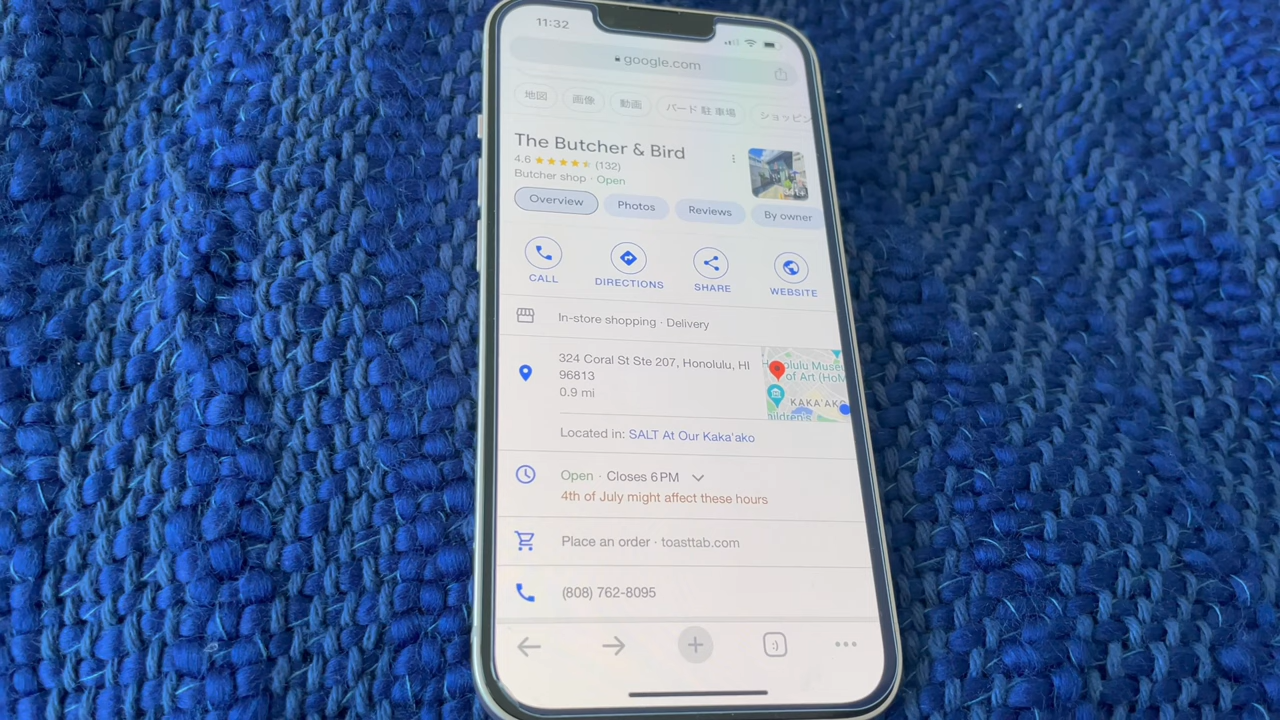 11:32
google.com
地図 画像 動画 バード 駐 車場 ショッピン
The Butcher & Bird
4.6 (132)
Butcher shop · Open
341+
Overview Photos Reviews By owner
CALL DIRECTIONS SHARE WEBSITE
In-store shopping · Delivery
324 Coral St Ste 207, Honolulu, HI
96813
0.9 mi
nolulu Muse
of Art (HoM
KAKA'AKO
hildren's
Located in: SALT At Our Kaka'ako
Open · Closes 6 PM
4th of July might affect these hours
Place an order · toasttab.com
(808) 762-8095
:)